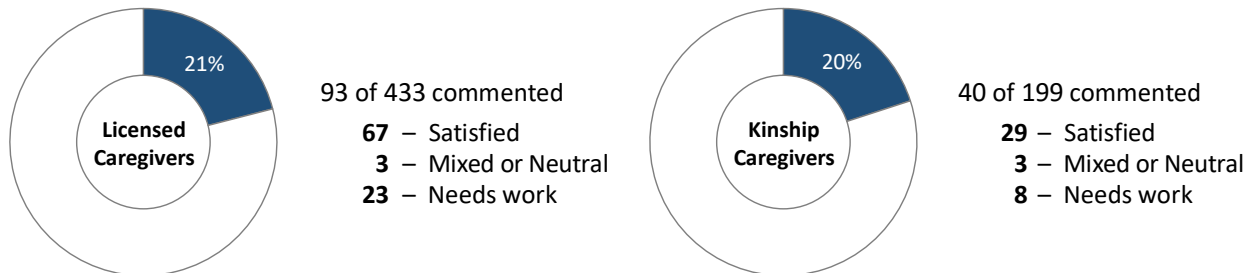 21%
Licensed
Caregivers
93 of 433 commented
67 – Satisfied
3 – Mixed or Neutral
23 – Needs work
20%
Kinship
Caregivers
40 of 199 commented
29 – Satisfied
3 – Mixed or Neutral
8 – Needs work